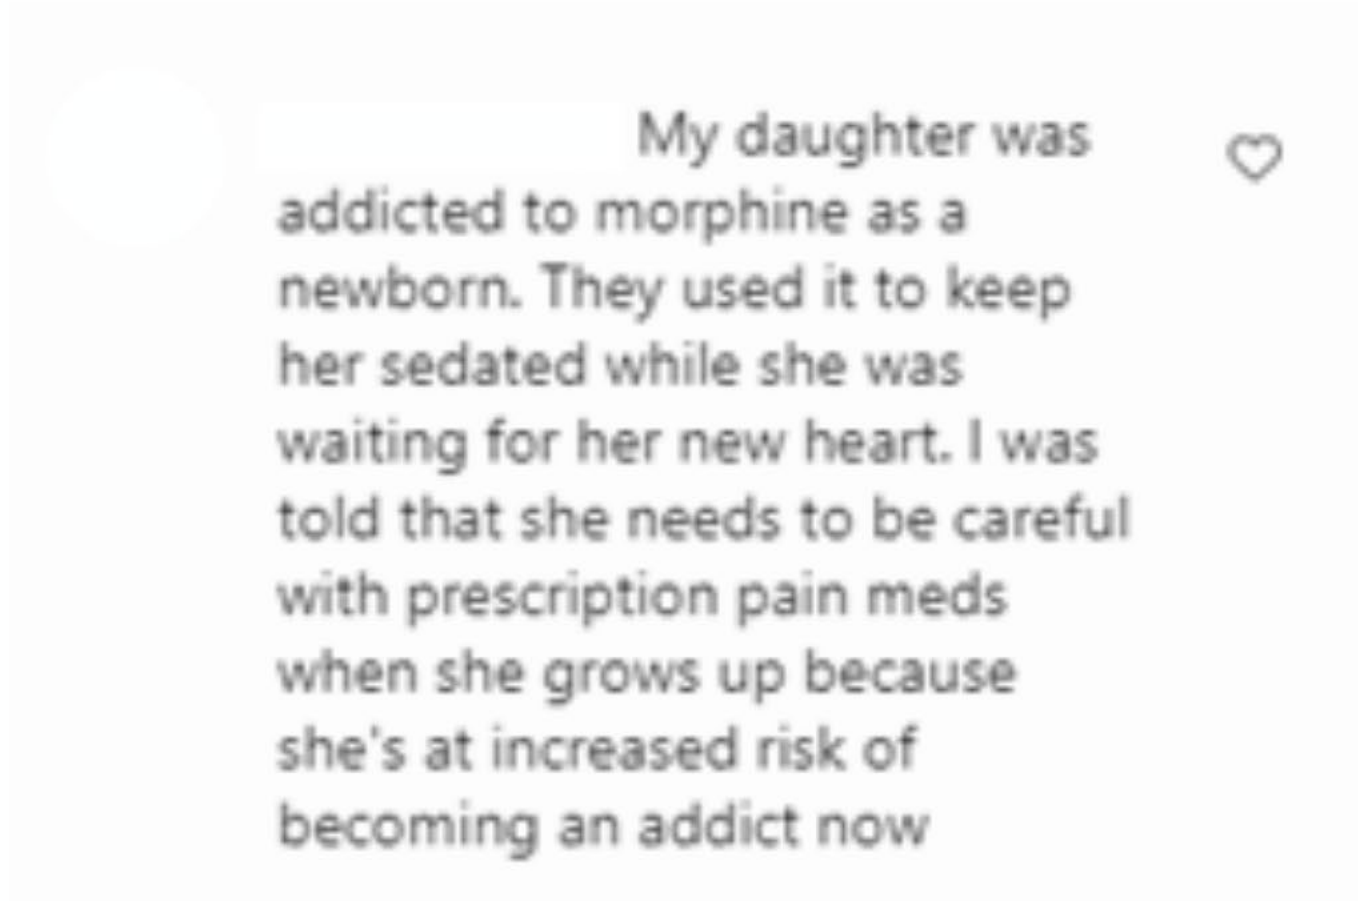 My daughter was
addicted to morphine as a
newborn. They used it to keep
her sedated while she was
waiting for her new heart. I was
told that she needs to be careful
with prescription pain meds
when she grows up because
she's at increased risk of
becoming an addict now